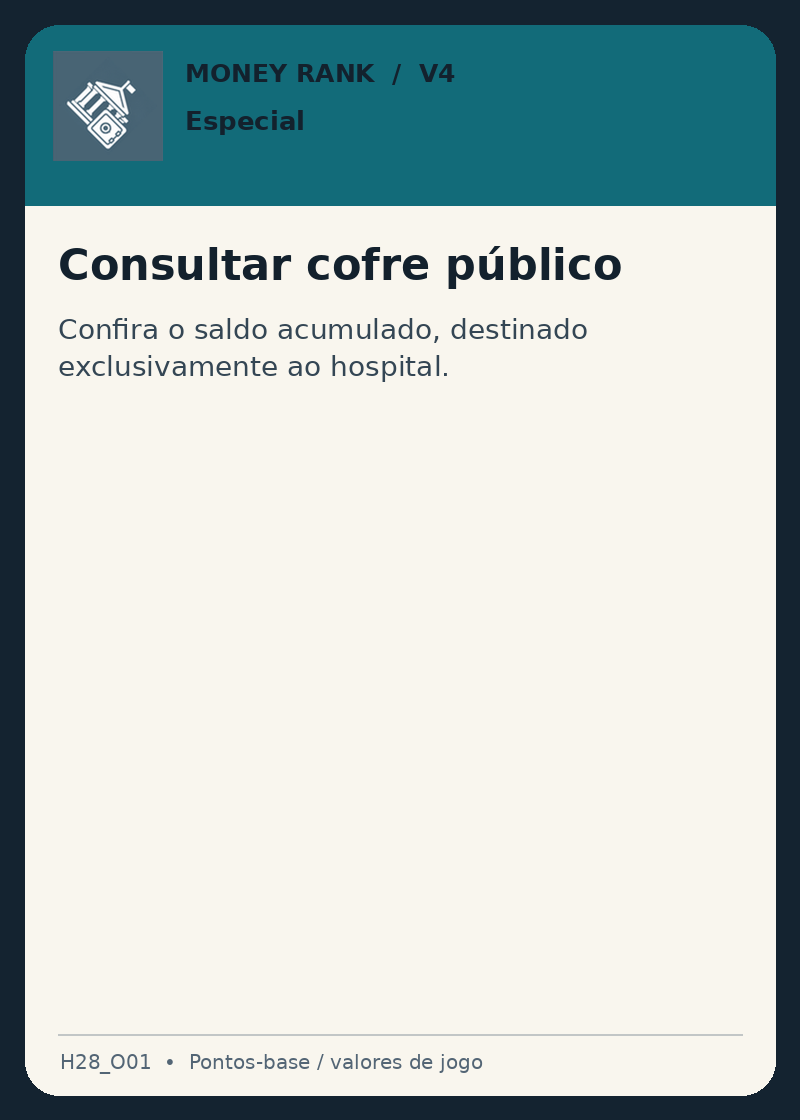 MONEY RANK / V4
Especial
Consultar cofre público
Confira o saldo acumulado, destinado
exclusivamente ao hospital.
H28_O01 • Pontos-base / valores de jogo